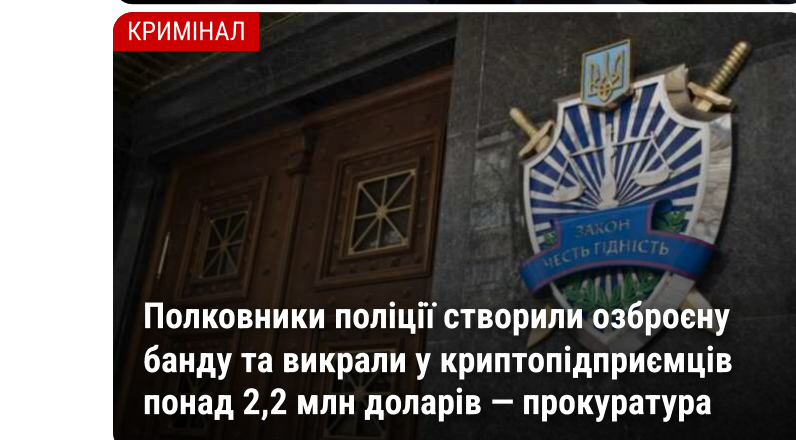 КРИМІНАЛ
ЗАКОН
ЧЕСТЬ ГІДНІСТЬ
Полковники поліції створили озброєну
банду та викрали у криптопідприємців
понад 2,2 млн доларів — прокуратура